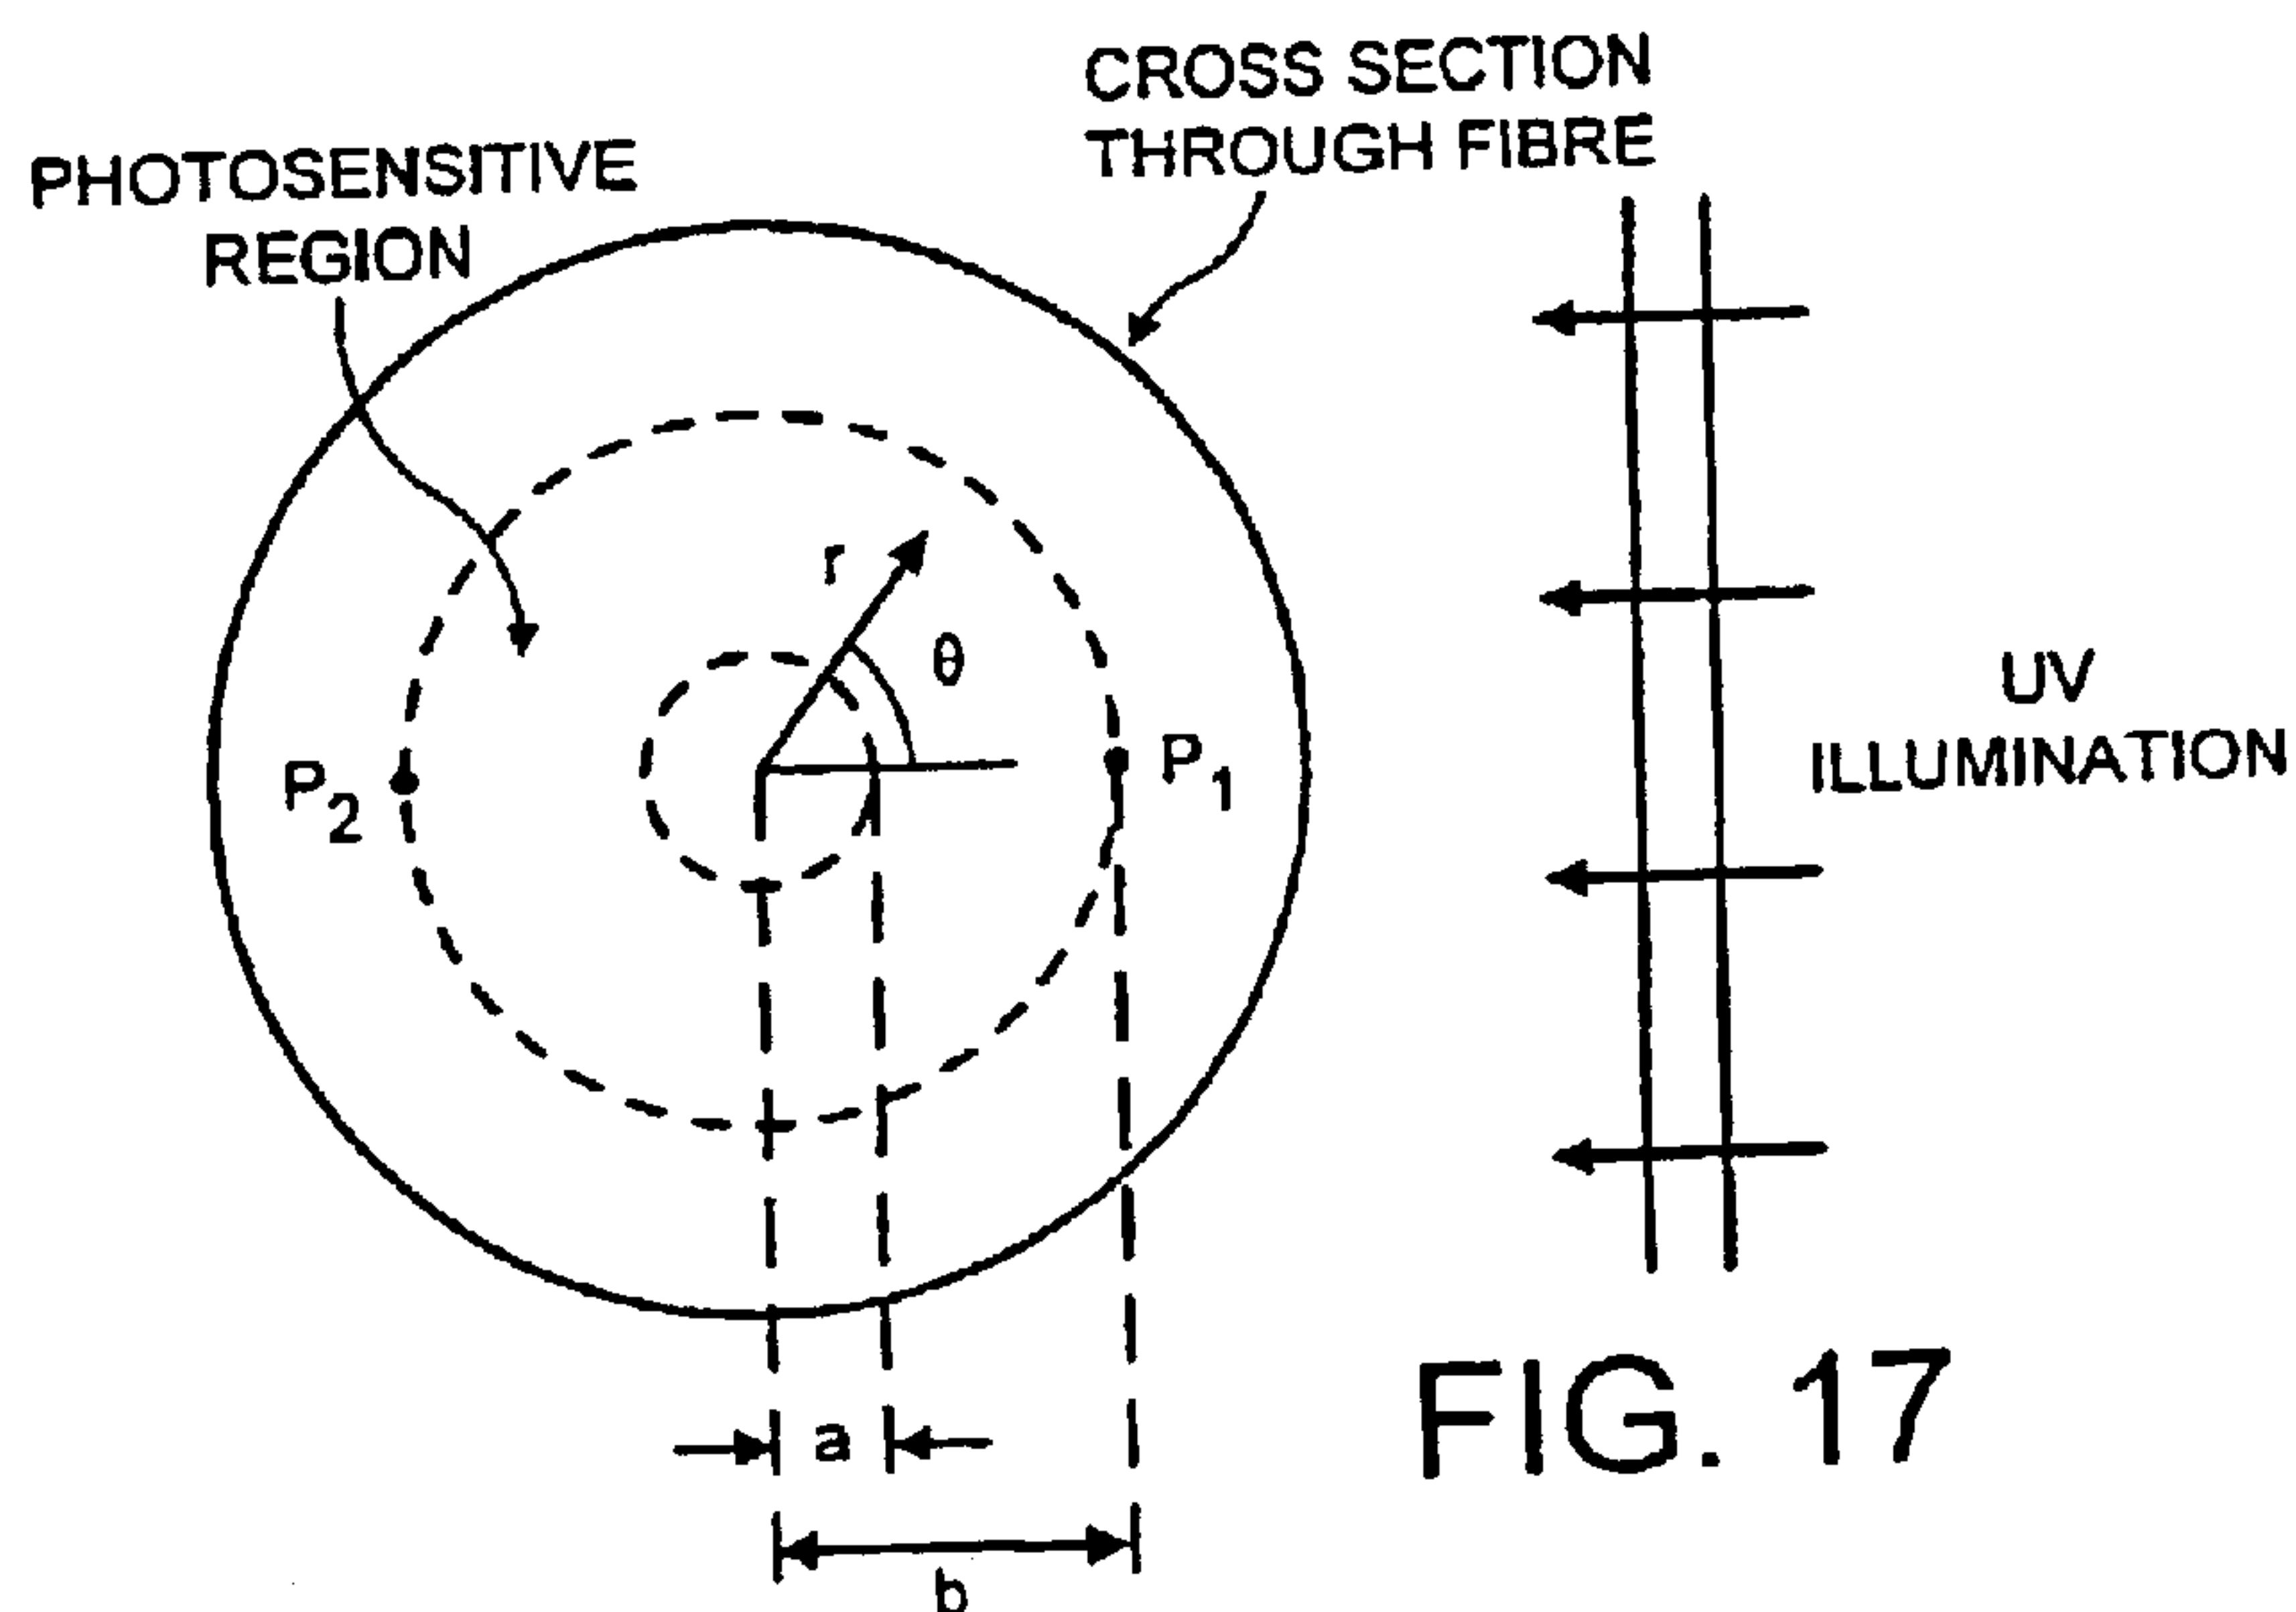 CROSS SECTION
THROUGH FIBRE
PHOTOSENSITIVE
REGION
r
θ
P1
P2
UV
ILLUMINATION
a
b
FIG. 17